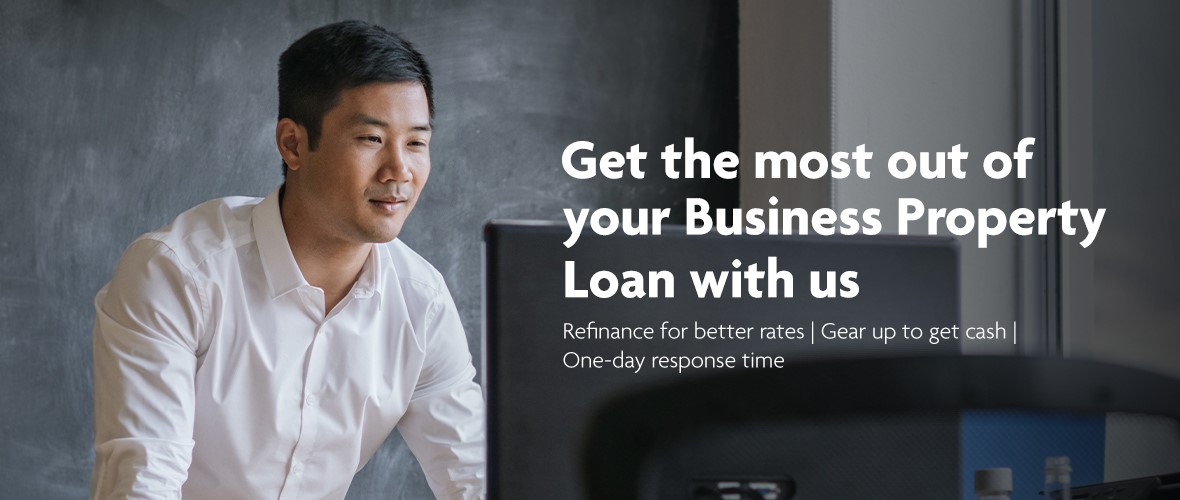 Get the most out of
your Business Property
Loan with us
Refinance for better rates | Gear up to get cash |
One-day response time